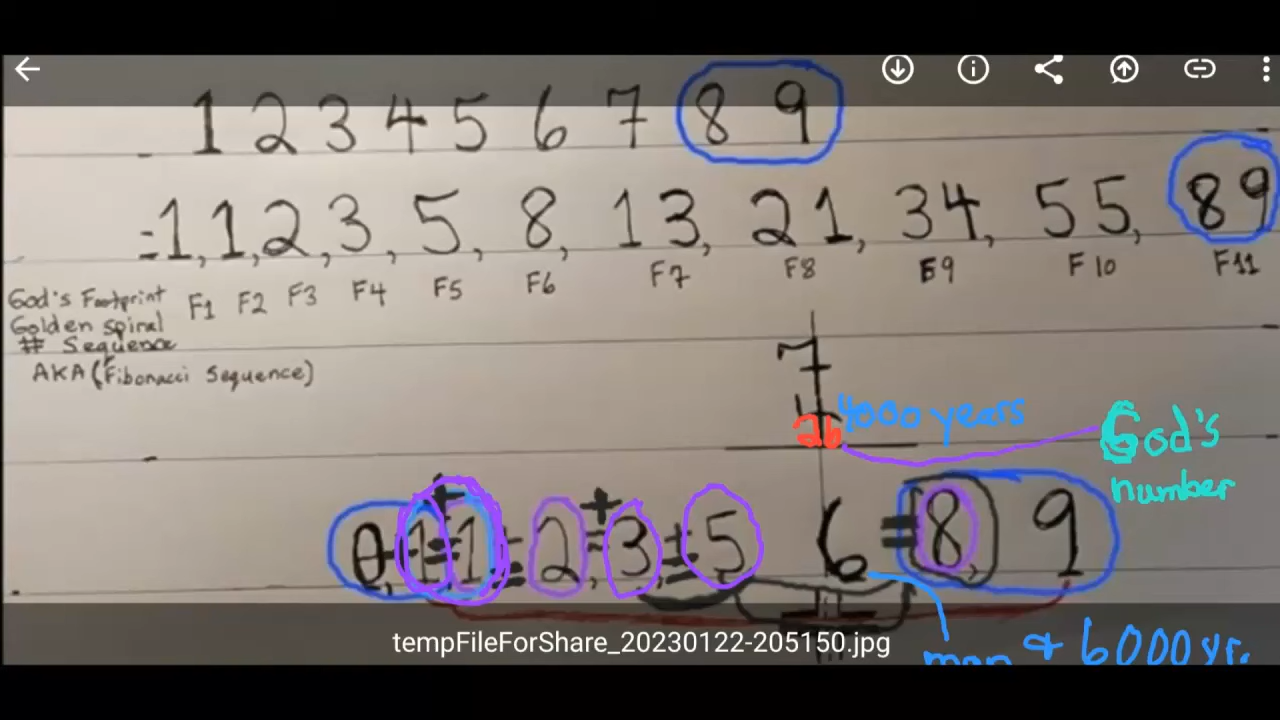 1 2 3 4 5 6 7 8 9
=1, 1, 2, 3, 5, 8, 13, 21, 34, 55, 89
F1 F2 F3 F4 F5 F6 F7 F8 F9 F10 F11
God's Footprint
Golden spiral
# Sequence
AKA (Fibonacci Sequence)
7
4
26 4000 years
God's
number
+ +
0, 1 = 1 = 2, = 3, ± 5 6 = 8, 9
man & 6000 yr.
tempFileForShare_20230122-205150.jpg